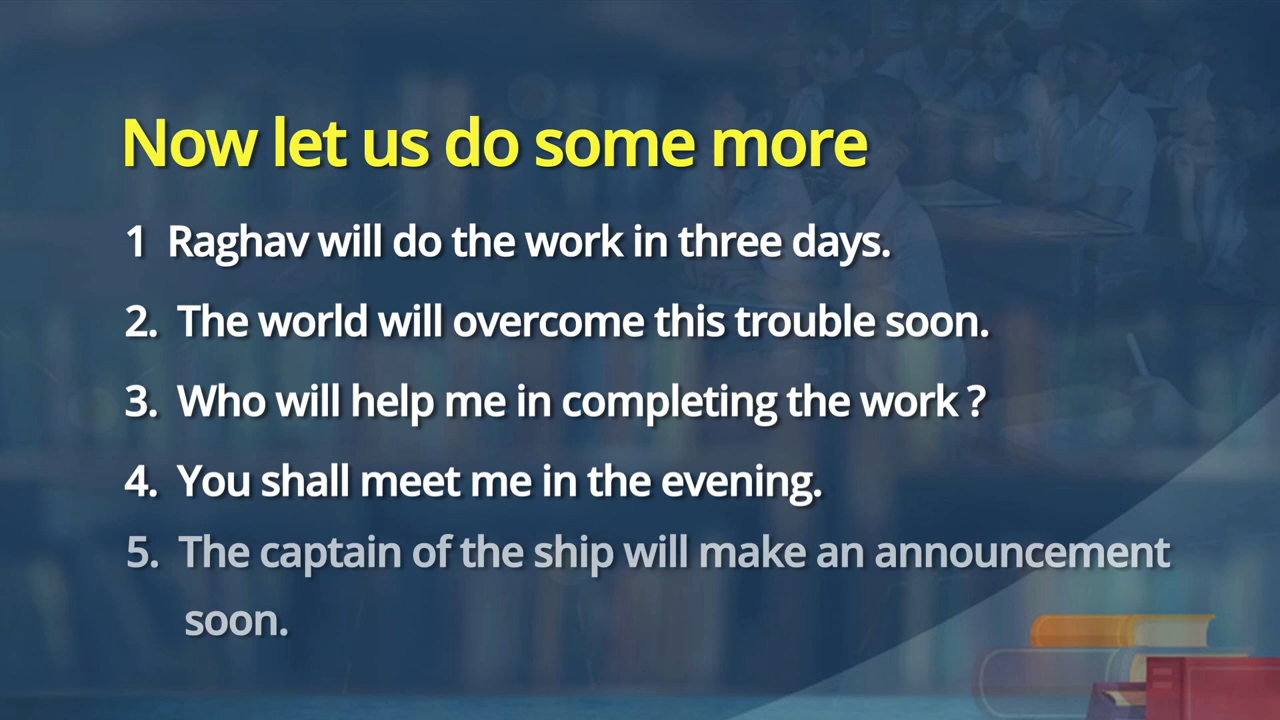 Now let us do some more
1 Raghav will do the work in three days.
2. The world will overcome this trouble soon.
3. Who will help me in completing the work ?
4. You shall meet me in the evening.
5. The captain of the ship will make an announcement
soon.